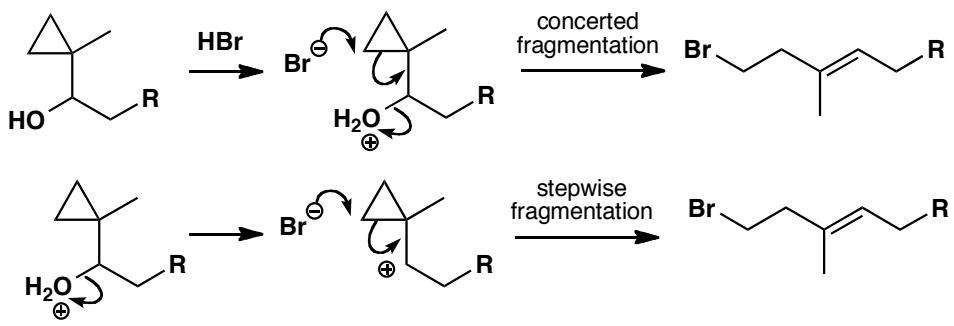 HBr
concerted
fragmentation
HO
R
Br ⊖
H₂O
⊕
R
Br
R
stepwise
fragmentation
H₂O
⊕
R
Br ⊖
⊕
R
Br
R